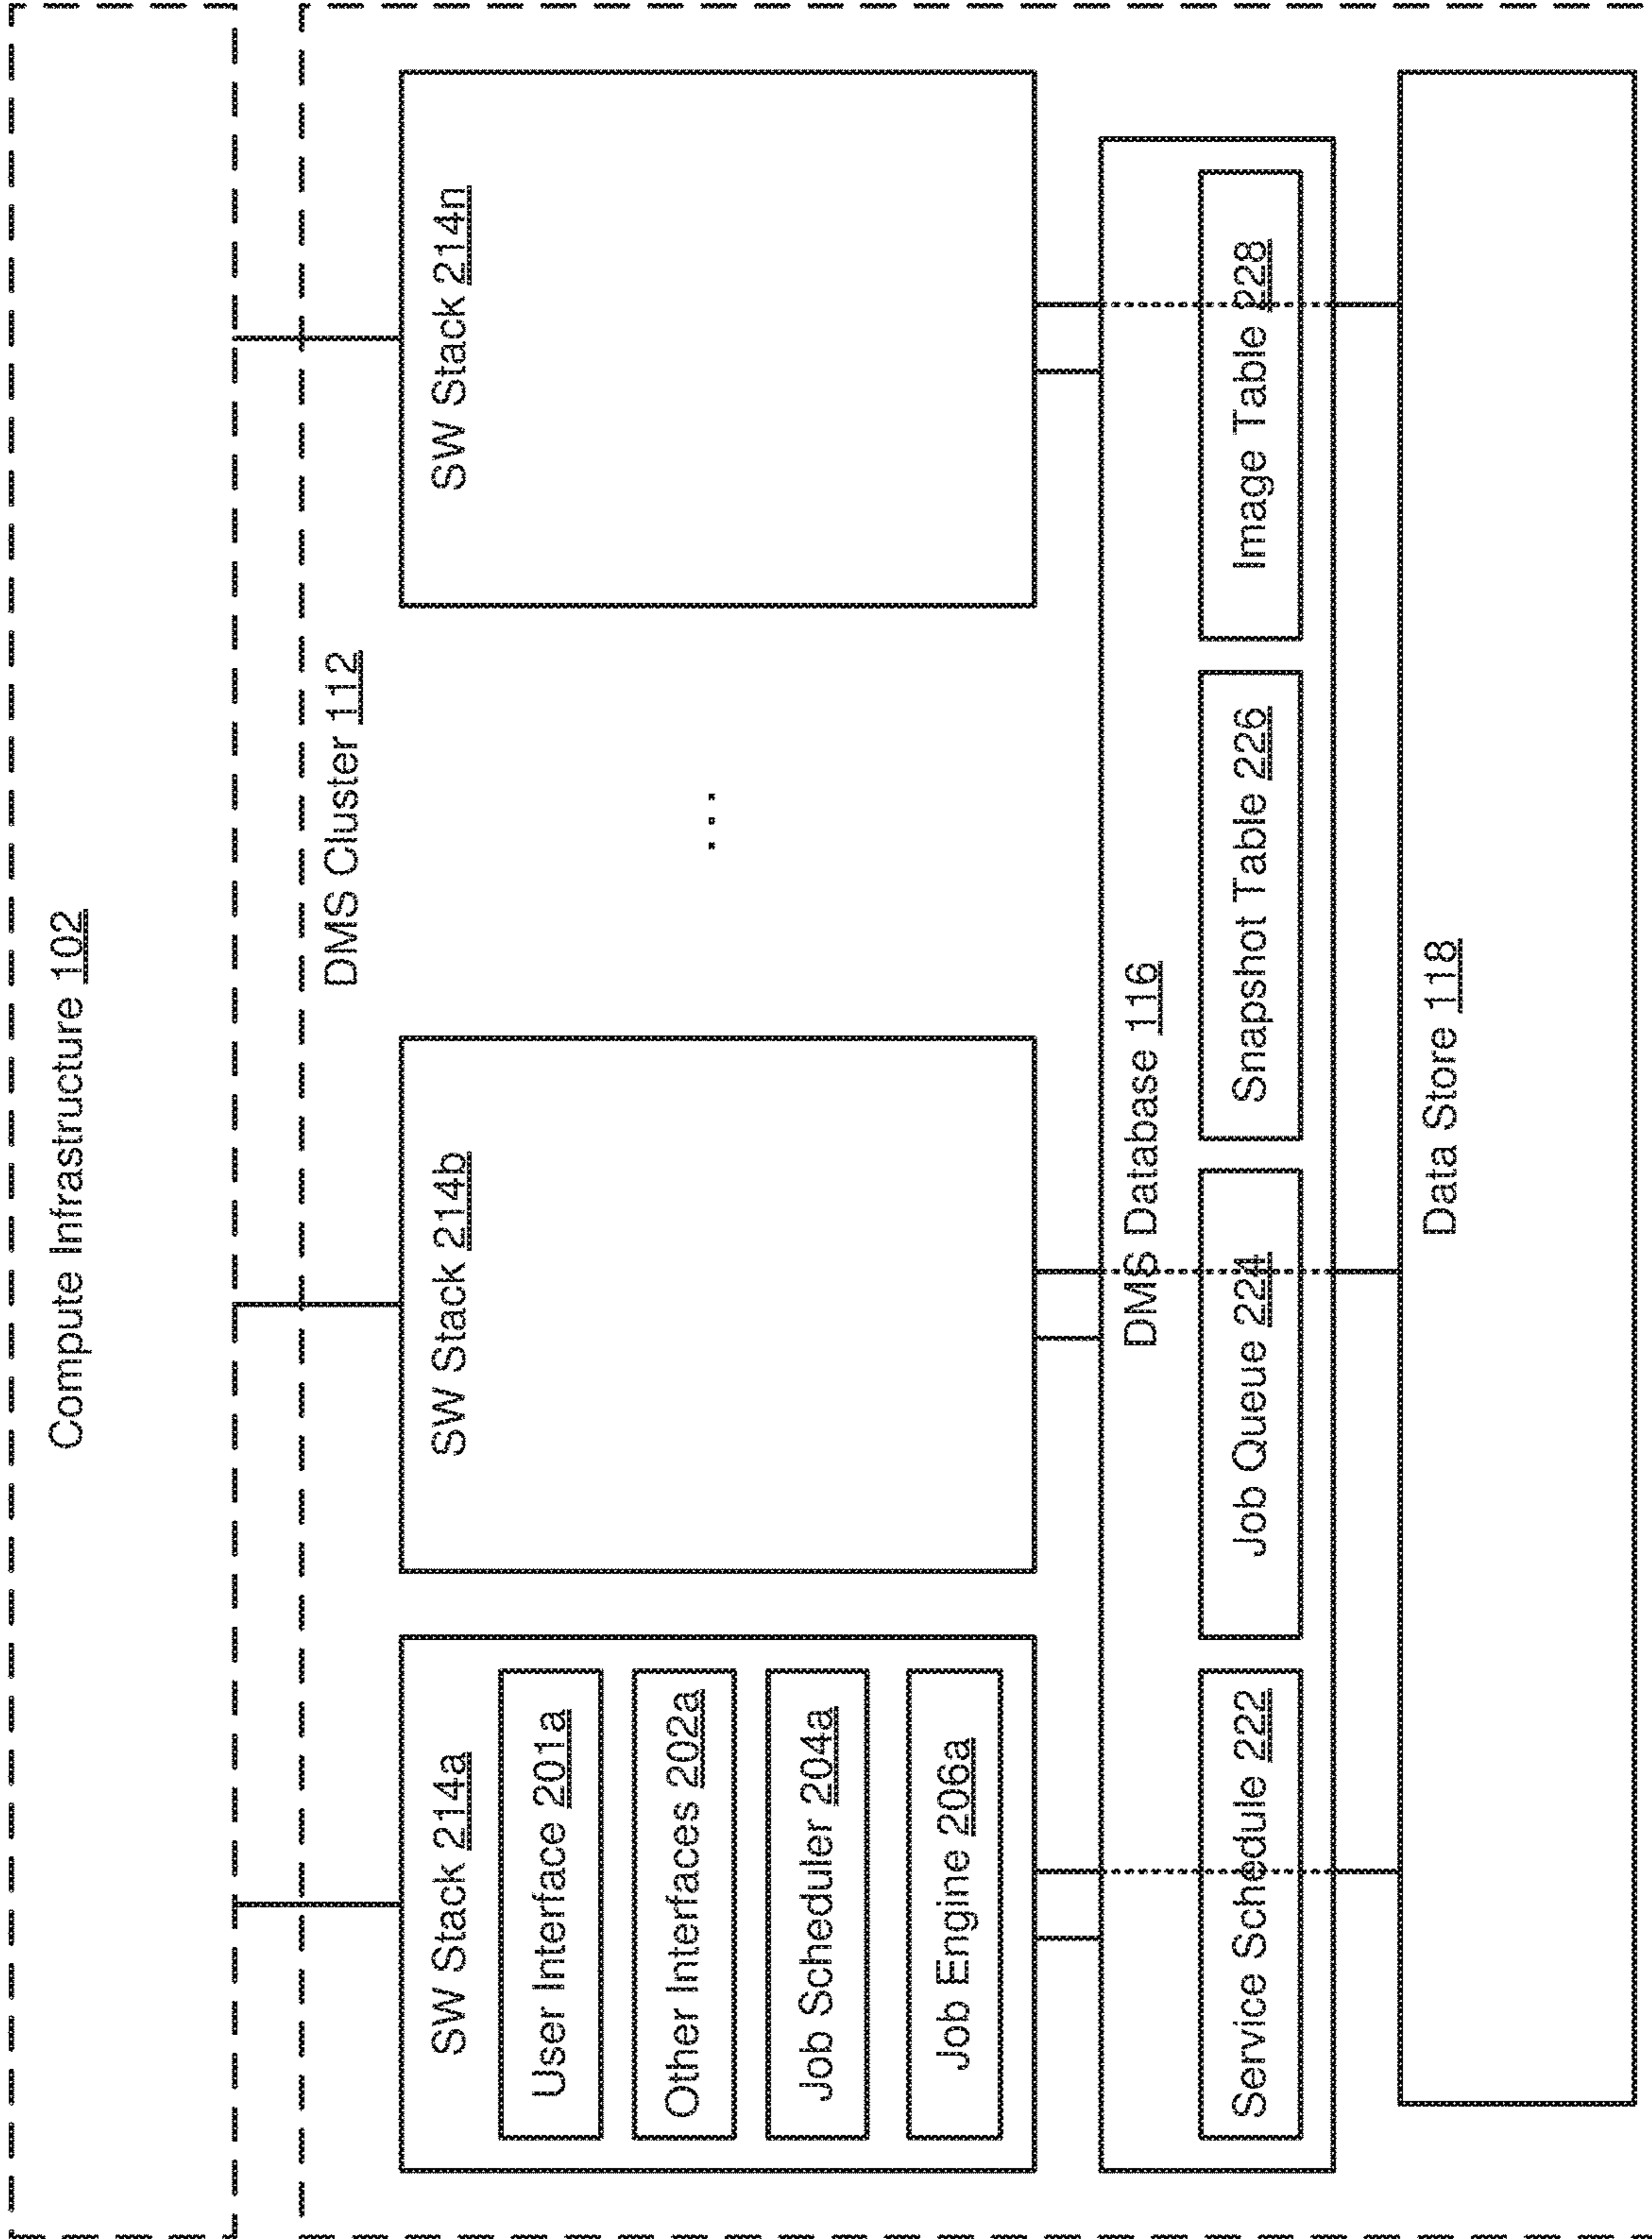 Compute Infrastructure 102
DMS Cluster 112
SW Stack 214a
User Interface 201a
Other Interfaces 202a
Job Scheduler 204a
Job Engine 206a
SW Stack 214b
...
SW Stack 214n
DMS Database 116
Service Schedule 222
Job Queue 224
Snapshot Table 226
Image Table 228
Data Store 118